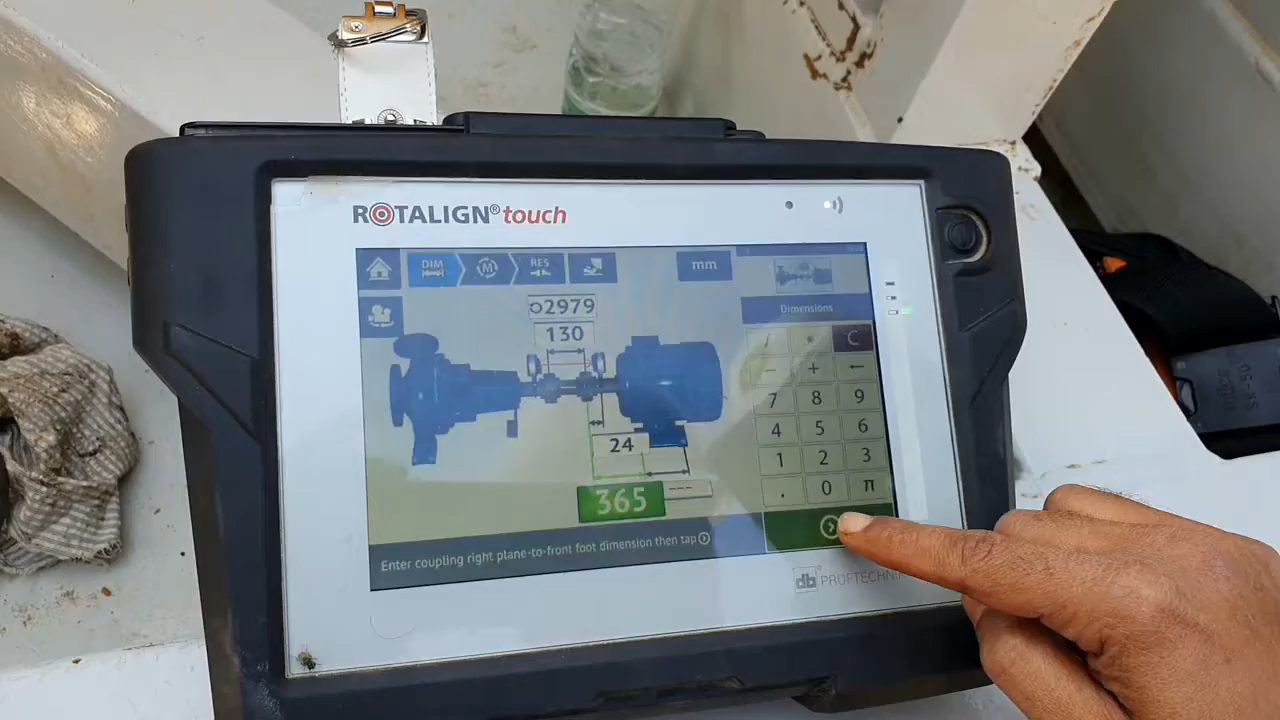 ROTALIGN® touch
DIM
M
RES
mm
2979
130
24
365
---
Dimensions
/
*
C
-
+
←
7
8
9
4
5
6
1
2
3
.
0
π
Enter coupling right plane-to-front foot dimension then tap
db® PRÜFTECHNIK